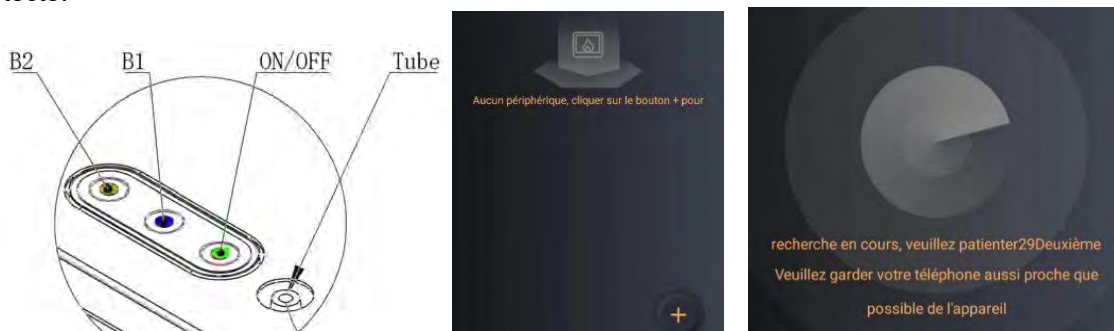 B2
B1
ON/OFF
Tube
Aucun périphérique, cliquer sur le bouton + pour
+
recherche en cours, veuillez patienter29Deuxième
Veuillez garder votre téléphone aussi proche que
possible de l'appareil